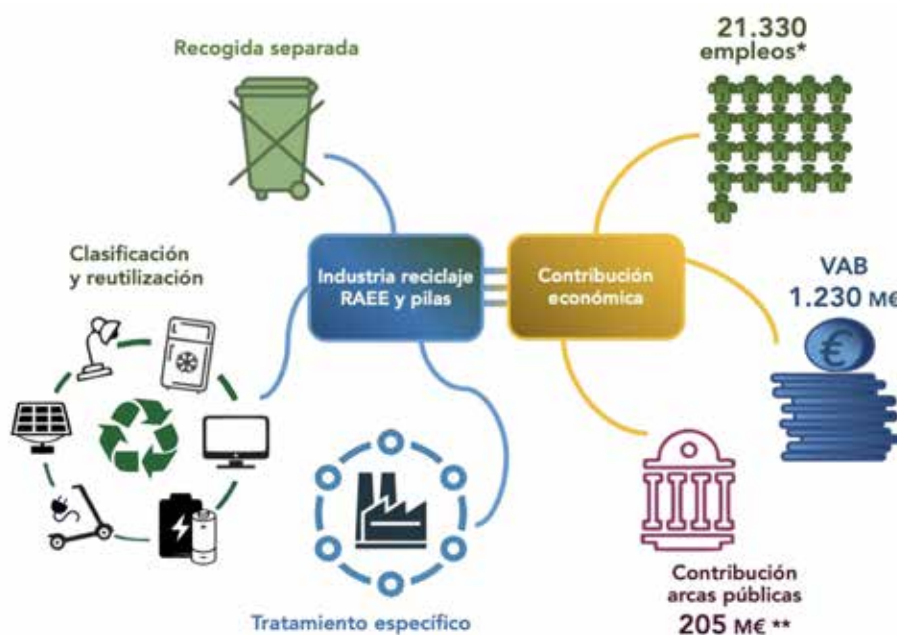 Recogida separada
21.330
empleos*
Clasificación
y reutilización
Industria reciclaje
RAEE y pilas
Contribución
económica
VAB
1.230 M€
Tratamiento específico
Contribución
arcas públicas
205 M€ **